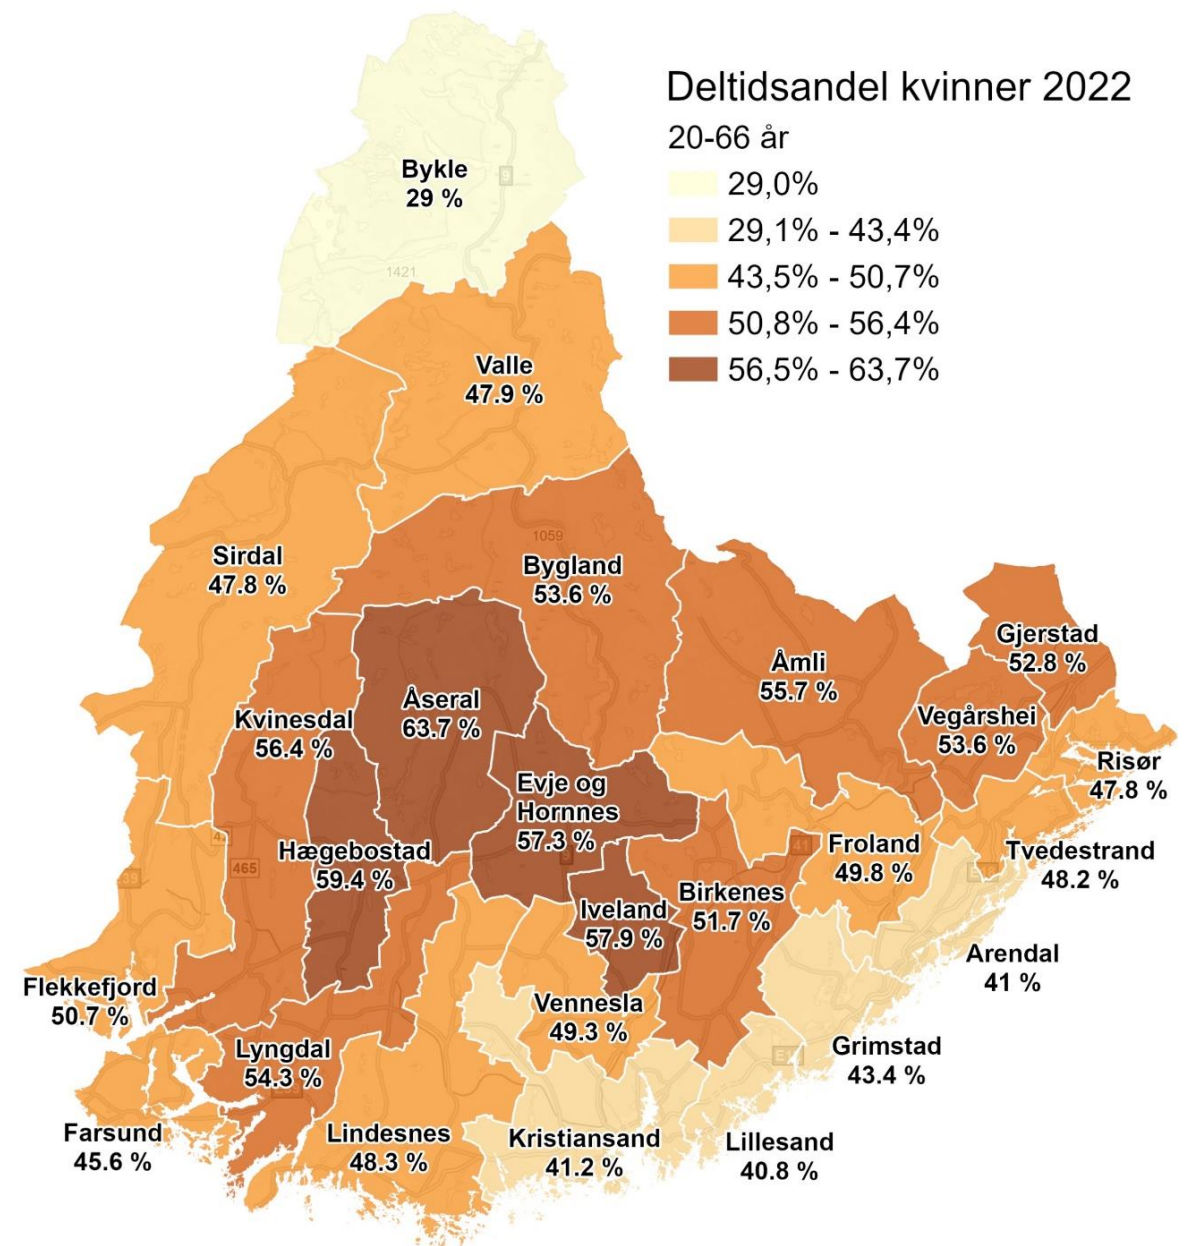 Deltidsandel kvinner 2022
20-66 år
29,0%
29,1% - 43,4%
43,5% - 50,7%
50,8% - 56,4%
56,5% - 63,7%
Bykle
29 %
9
1421
Valle
47.9 %
Sirdal
47.8 %
1059
Bygland
53.6 %
Gjerstad
52.8 %
Åmli
55.7 %
Åseral
63.7 %
Kvinesdal
56.4 %
Vegårshei
53.6 %
Risør
47.8 %
Evje og
Hornnes
57.3 %
Hægebostad
59.4 %
465
41
Froland
49.8 %
Tvedestrand
48.2 %
Birkenes
51.7 %
Iveland
57.9 %
Arendal
41 %
Flekkefjord
50.7 %
Vennesla
49.3 %
Lyngdal
54.3 %
Grimstad
43.4 %
Farsund
45.6 %
Lindesnes
48.3 %
Kristiansand
41.2 %
Lillesand
40.8 %